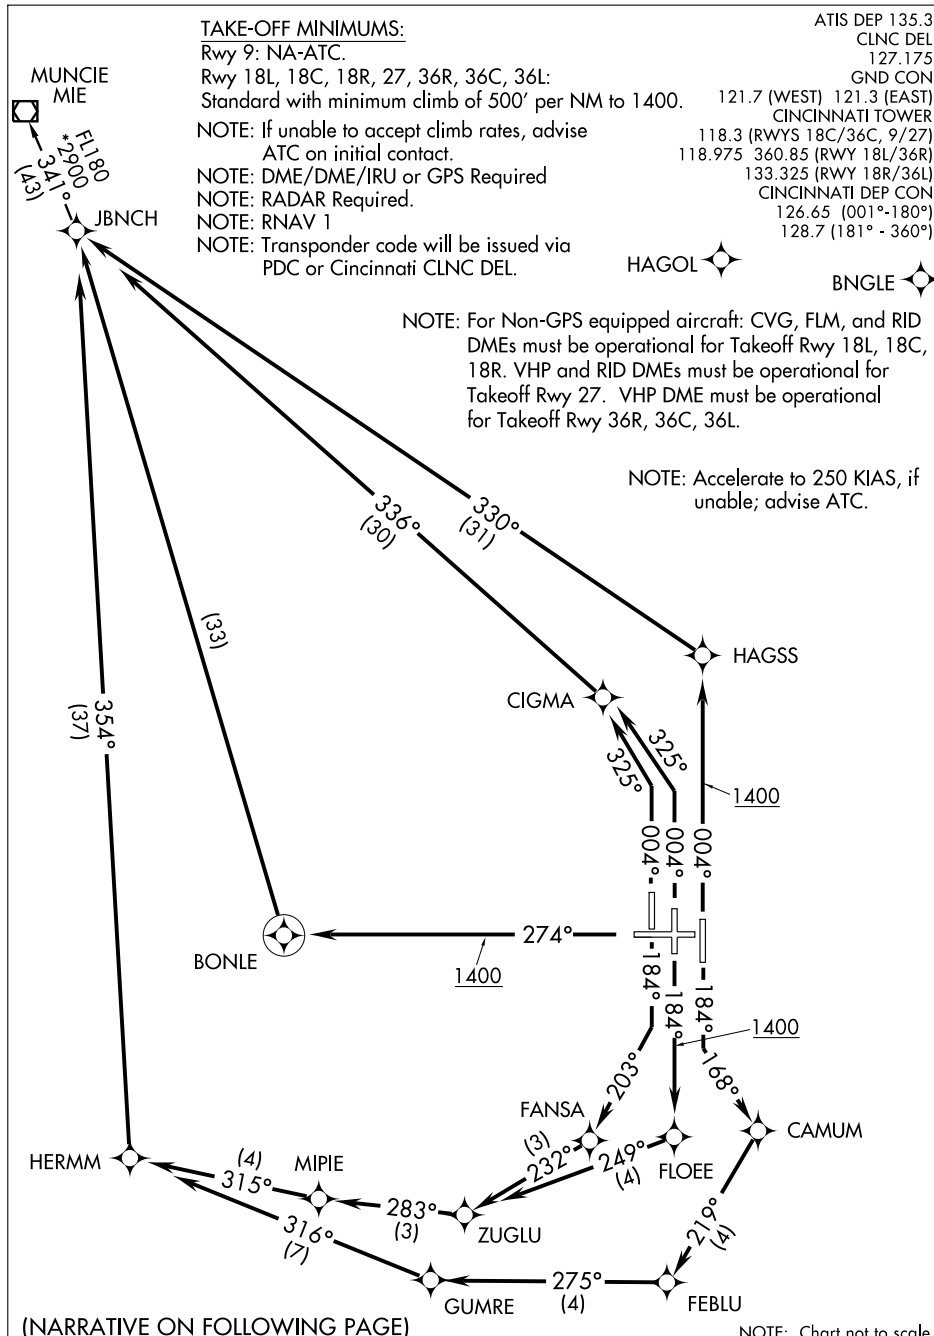 TAKE-OFF MINIMUMS:
Rwy 9: NA-ATC.
Rwy 18L, 18C, 18R, 27, 36R, 36C, 36L:
Standard with minimum climb of 500' per NM to 1400.
NOTE: If unable to accept climb rates, advise
ATC on initial contact.
NOTE: DME/DME/IRU or GPS Required
NOTE: RADAR Required.
NOTE: RNAV 1
NOTE: Transponder code will be issued via
PDC or Cincinnati CLNC DEL.
ATIS DEP 135.3
CLNC DEL
127.175
GND CON
121.7 (WEST) 121.3 (EAST)
CINCINNATI TOWER
118.3 (RWYS 18C/36C, 9/27)
118.975 360.85 (RWY 18L/36R)
133.325 (RWY 18R/36L)
CINCINNATI DEP CON
126.65 (001°-180°)
128.7 (181° - 360°)
MUNCIE
MIE
FL180
*2900
341°
(43)
JBNCH
HAGOL
BNGLE
NOTE: For Non-GPS equipped aircraft: CVG, FLM, and RID
DMEs must be operational for Takeoff Rwy 18L, 18C,
18R. VHP and RID DMEs must be operational for
Takeoff Rwy 27. VHP DME must be operational
for Takeoff Rwy 36R, 36C, 36L.
NOTE: Accelerate to 250 KIAS, if
unable; advise ATC.
336°
(30)
330°
(31)
(33)
354°
(37)
HAGSS
CIGMA
325°
325°
1400
004°
004°
004°
BONLE
274°
1400
184°
184°
184°
1400
203°
168°
FANSA
(3)
232°
249°
(4)
FLOEE
CAMUM
HERMM
(4)
315°
MIPIE
283°
(3)
ZUGLU
219°
(4)
316°
(7)
GUMRE
275°
(4)
FEBLU
(NARRATIVE ON FOLLOWING PAGE)
NOTE: Chart not to scale